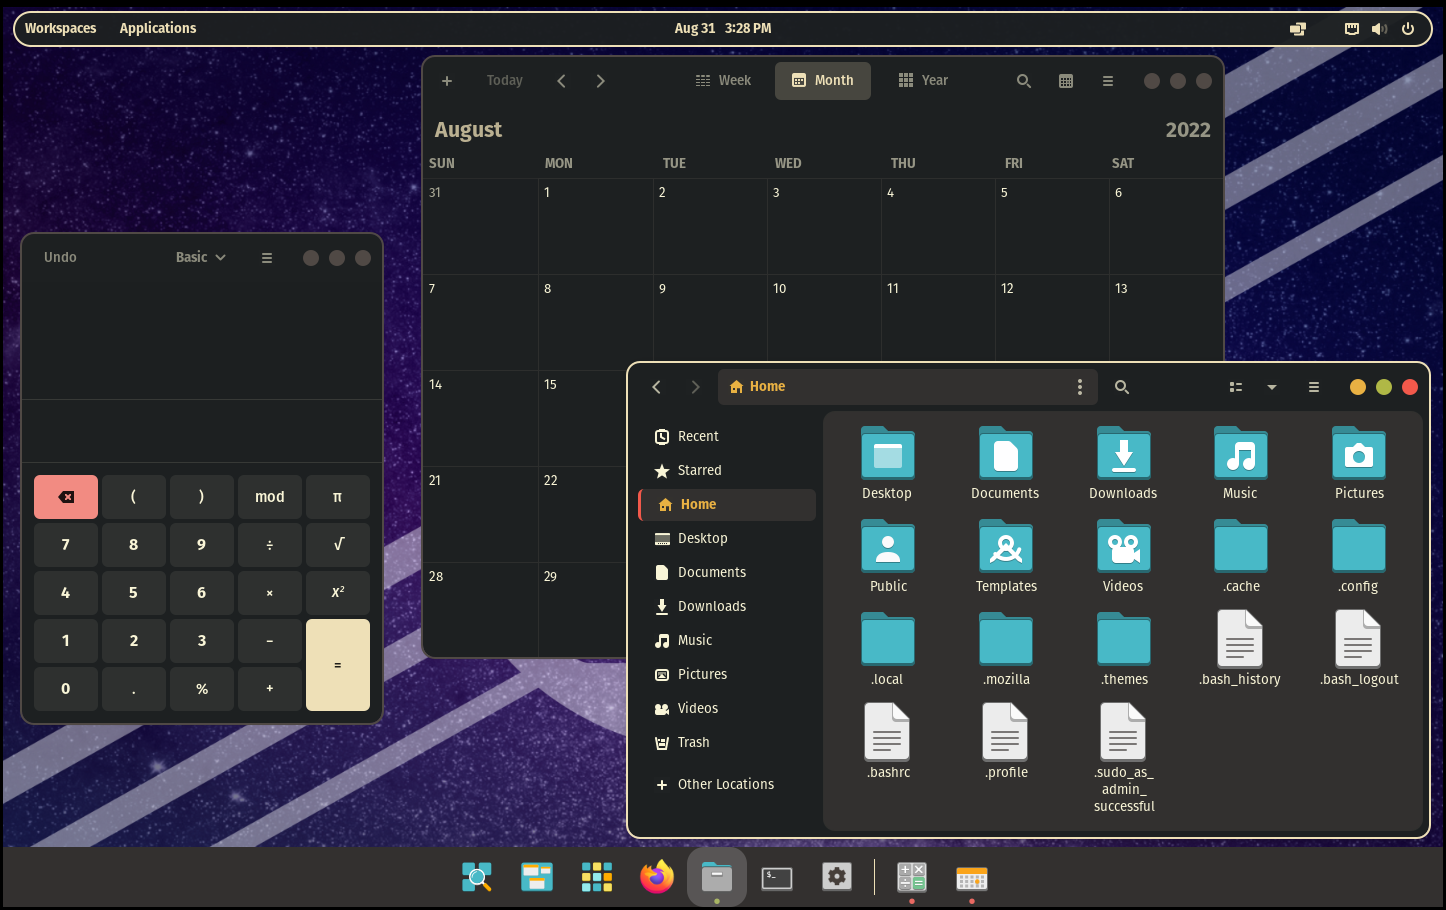 Workspaces Applications Aug 31 3:28 PM
Today Week Month Year
August 2022
SUN MON TUE WED THU FRI SAT
31 1 2 3 4 5 6
7 8 9 10 11 12 13
14 15
21 22
28 29
Undo Basic
( ) mod π
7 8 9 ÷ √
4 5 6 × x²
1 2 3 −
0 . % + =
Home
Recent
Starred
Home
Desktop
Documents
Downloads
Music
Pictures
Videos
Trash
+ Other Locations
Desktop Documents Downloads Music Pictures
Public Templates Videos .cache .config
.local .mozilla .themes .bash_history .bash_logout
.bashrc .profile .sudo_as_
admin_
successful
$_